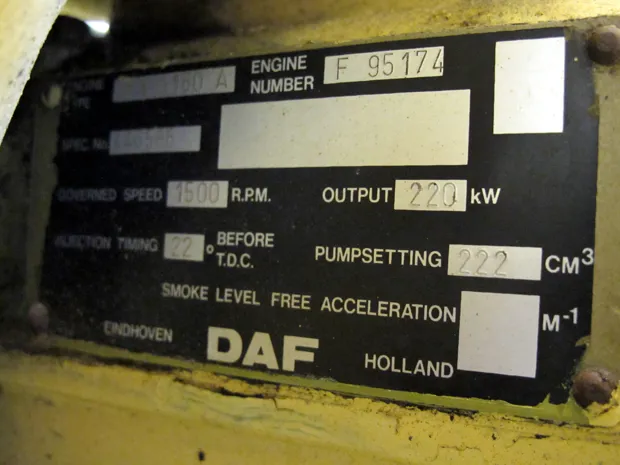 ENGINE TYPE 160 A ENGINE NUMBER F 95174
SPEC. No.
GOVERNED SPEED 1500 R.P.M. OUTPUT 220 kW
INJECTION TIMING 22° BEFORE T.D.C. PUMPSETTING 222 CM³
SMOKE LEVEL FREE ACCELERATION M⁻¹
EINDHOVEN DAF HOLLAND